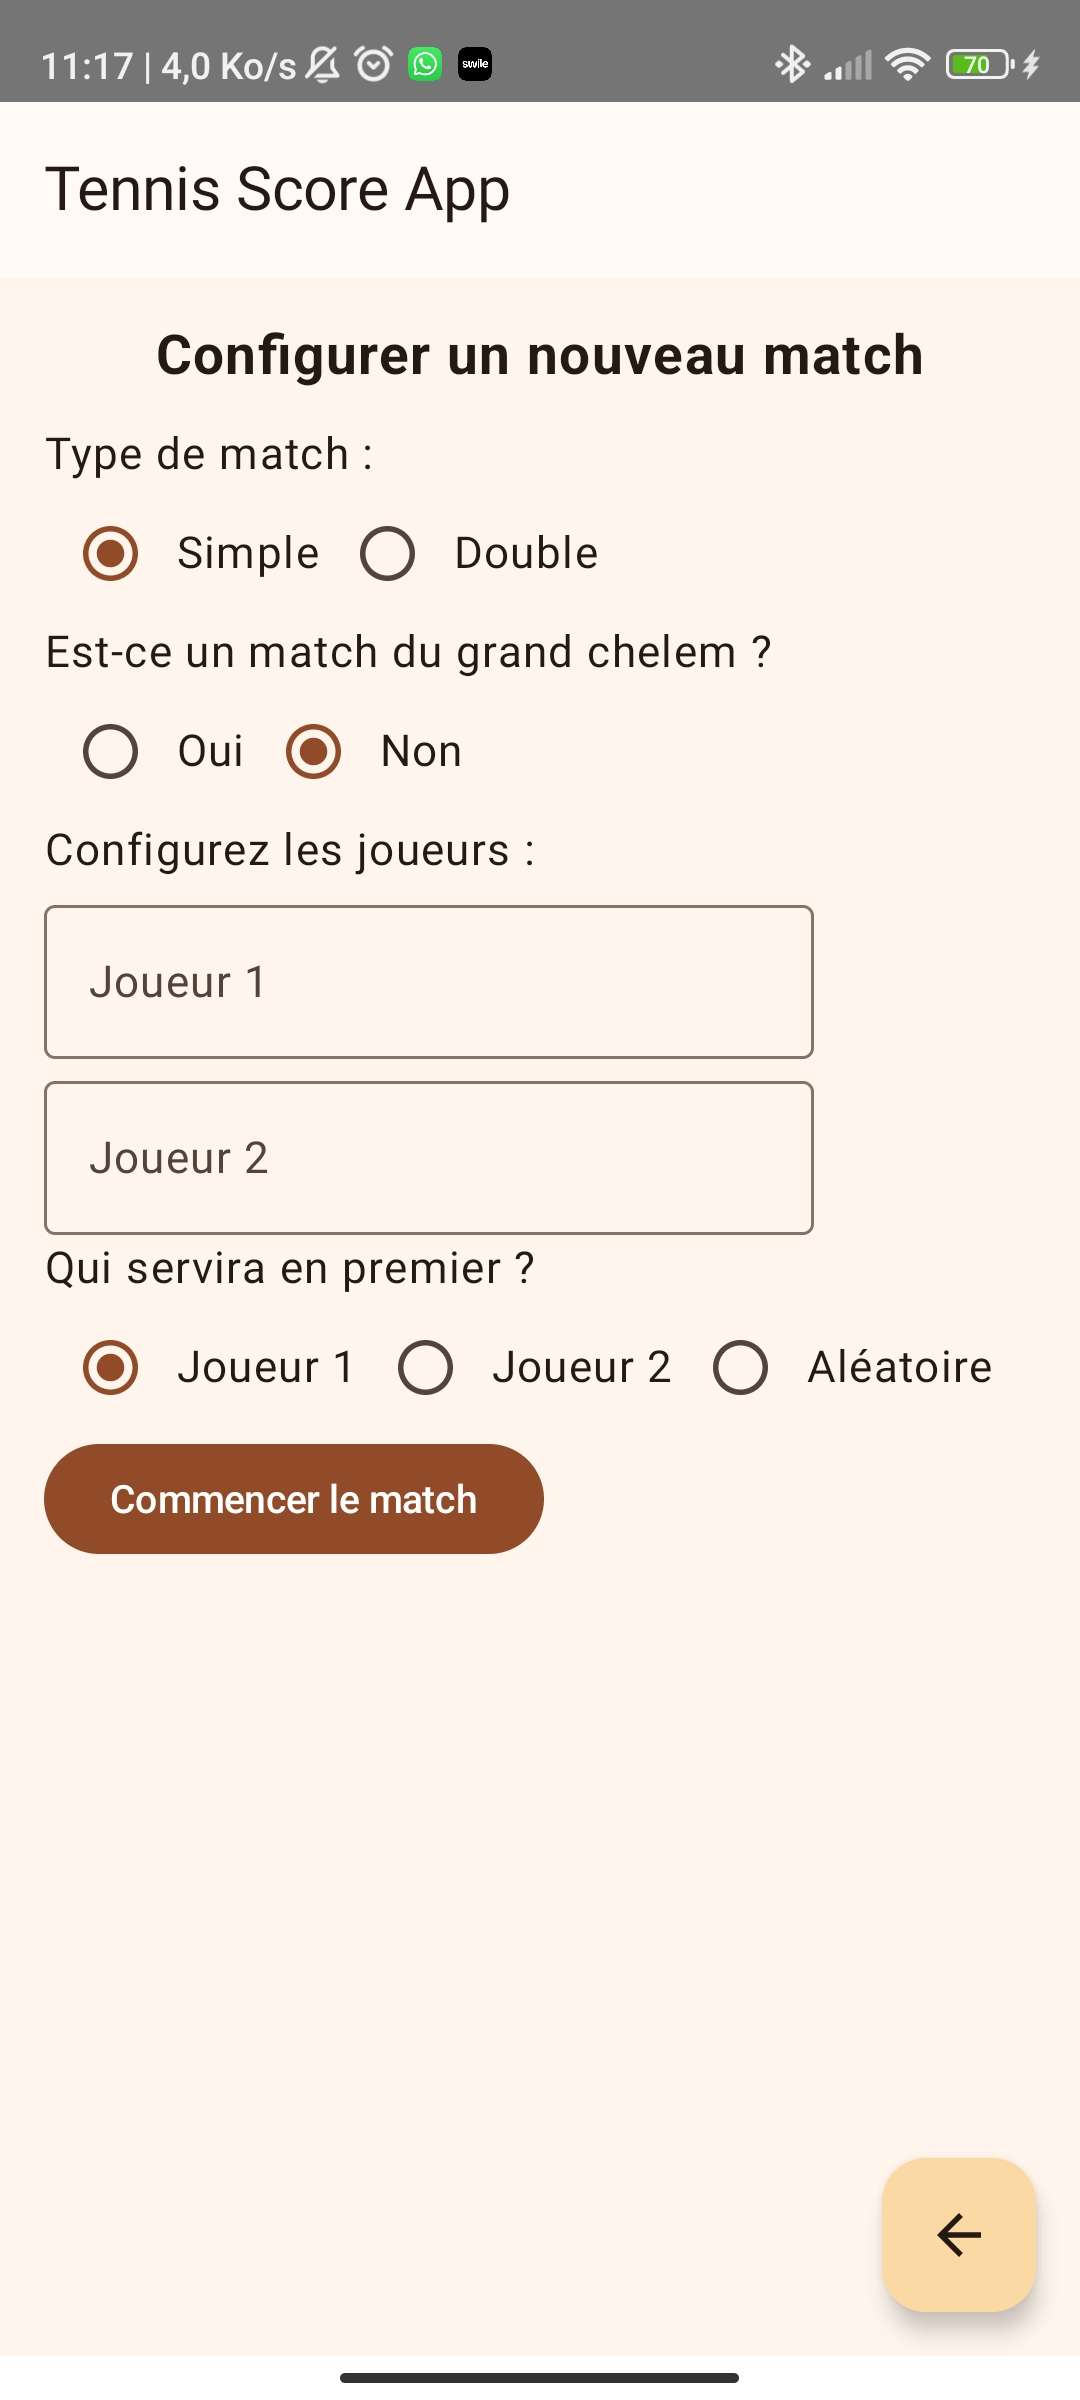 11:17 | 4,0 Ko/s swile 70
Tennis Score App
Configurer un nouveau match
Type de match :
Simple Double
Est-ce un match du grand chelem ?
Oui Non
Configurez les joueurs :
Joueur 1
Joueur 2
Qui servira en premier ?
Joueur 1 Joueur 2 Aléatoire
Commencer le match